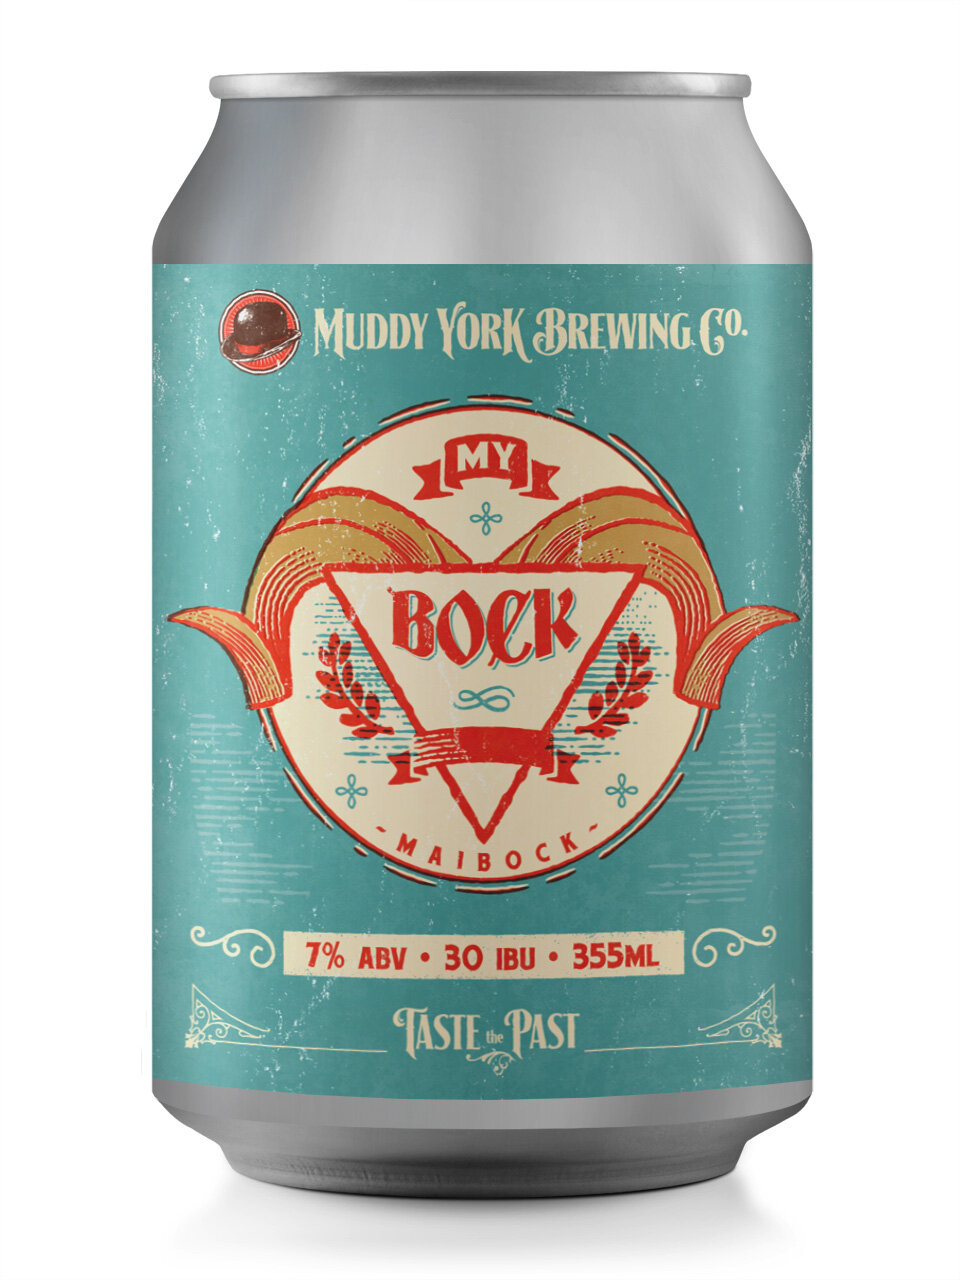 MUDDY YORK BREWING CO.
MY
BOCK
~MAIBOCK~
7% ABV • 30 IBU • 355ML
TASTE the PAST